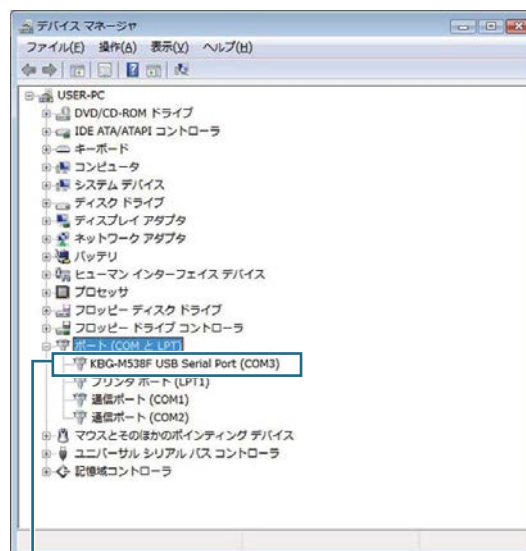 デバイス マネージャ
ファイル(F) 操作(A) 表示(V) ヘルプ(H)
USER-PC
DVD/CD-ROM ドライブ
IDE ATA/ATAPI コントローラ
キーボード
コンピュータ
システム デバイス
ディスク ドライブ
ディスプレイ アダプタ
ネットワーク アダプタ
バッテリ
ヒューマン インターフェイス デバイス
プロセッサ
フロッピー ディスク ドライブ
フロッピー ドライブ コントローラ
ポート (COM と LPT)
KBG-M538F USB Serial Port (COM3)
プリンタ ポート (LPT1)
通信ポート (COM1)
通信ポート (COM2)
マウスとそのほかのポインティング デバイス
ユニバーサル シリアル バス コントローラ
記憶域コントローラ